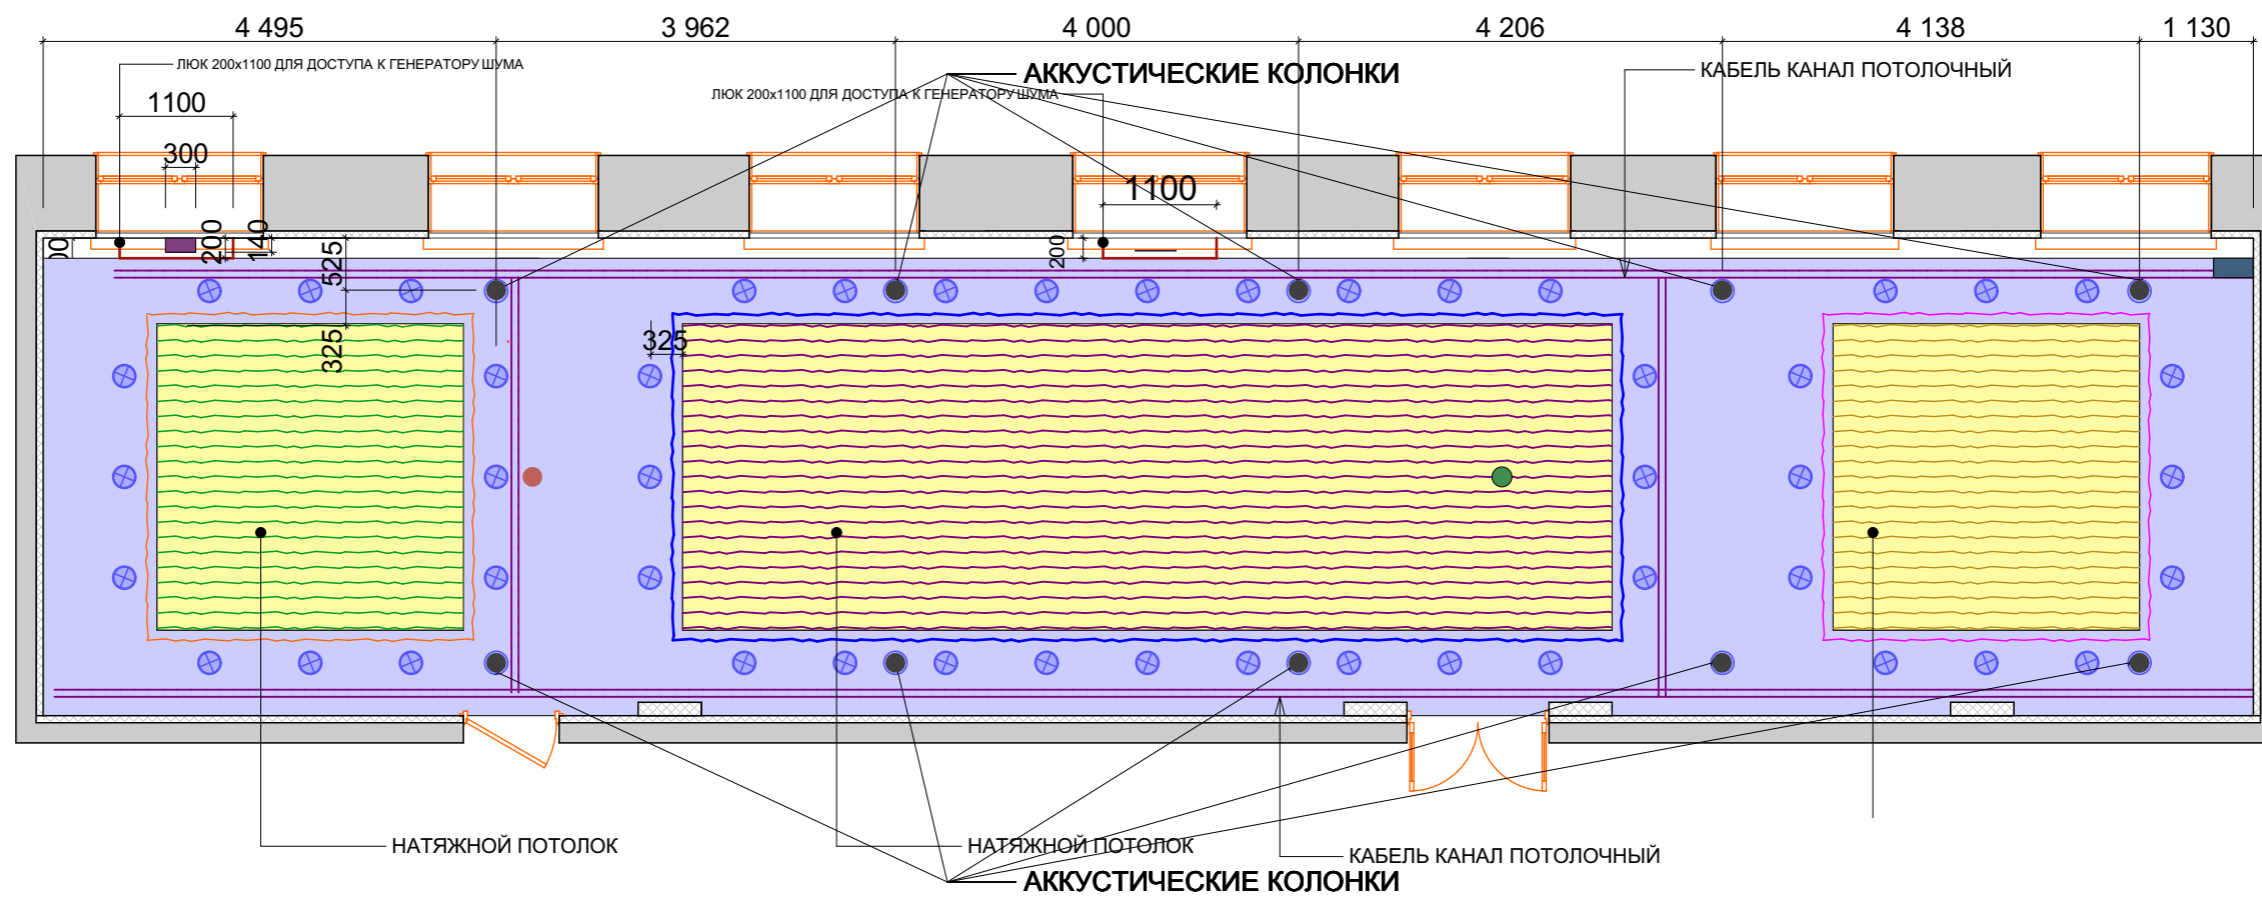 4 495
3 962
4 000
4 206
4 138
1 130
ЛЮК 200х1100 ДЛЯ ДОСТУПА К ГЕНЕРАТОРУ ШУМА
АККУСТИЧЕСКИЕ КОЛОНКИ
КАБЕЛЬ КАНАЛ ПОТОЛОЧНЫЙ
ЛЮК 200х1100 ДЛЯ ДОСТУПА К ГЕНЕРАТОРУ ШУМА
1100
300
1100
00
200
140
525
200
325
325
НАТЯЖНОЙ ПОТОЛОК
НАТЯЖНОЙ ПОТОЛОК
КАБЕЛЬ КАНАЛ ПОТОЛОЧНЫЙ
АККУСТИЧЕСКИЕ КОЛОНКИ